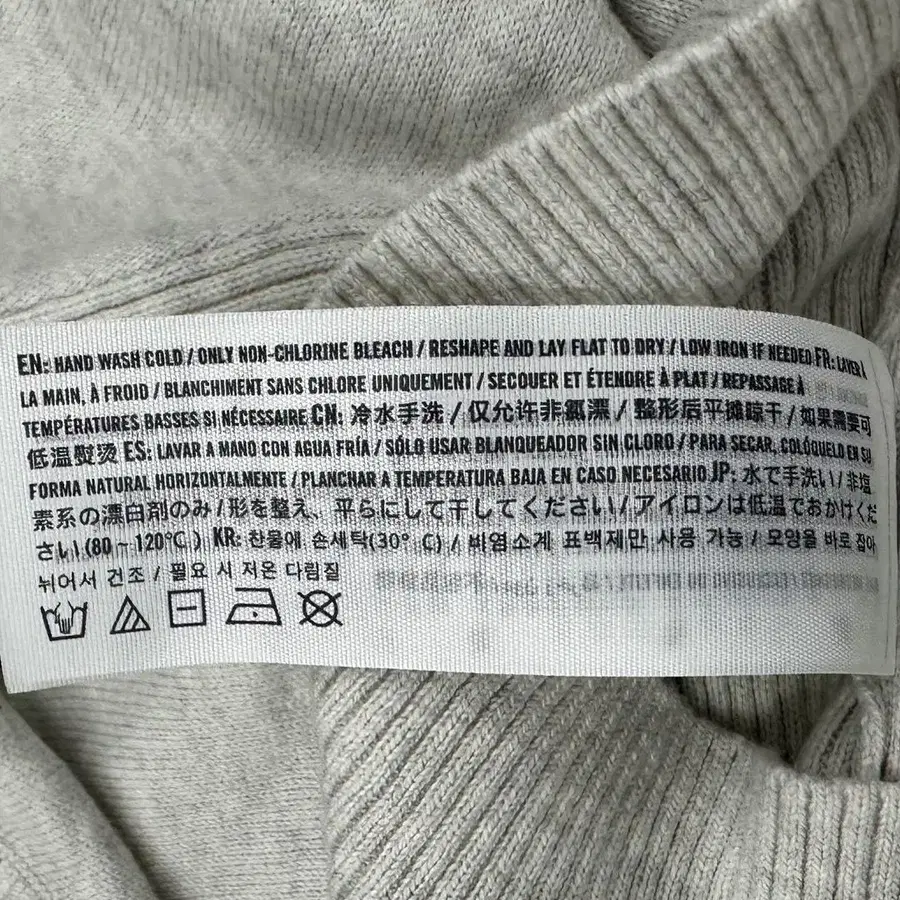 EN: HAND WASH COLD / ONLY NON-CHLORINE BLEACH / RESHAPE AND LAY FLAT TO DRY / LOW IRON IF NEEDED FR: LAVER À
LA MAIN, À FROID / BLANCHIMENT SANS CHLORE UNIQUEMENT / SECOUER ET ÉTENDRE À PLAT / REPASSAGE À
TEMPÉRATURES BASSES SI NÉCESSAIRE CN: 冷水手洗 / 仅允许非氯漂 / 整形后平摊晾干 / 如果需要可
低温熨烫 ES: LAVAR A MANO CON AGUA FRÍA / SÓLO USAR BLANQUEADOR SIN CLORO / PARA SECAR, COLÓQUELO EN SU
FORMA NATURAL HORIZONTALMENTE / PLANCHAR A TEMPERATURA BAJA EN CASO NECESARIO JP: 水で手洗い / 非塩
素系の漂白剤のみ / 形を整え、平らにして干してください / アイロンは低温でおかけくだ
さい (80 ~ 120℃ ) KR: 찬물에 손세탁(30° C) / 비염소계 표백제만 사용 가능 / 모양을 바로 잡아
뉘어서 건조 / 필요 시 저온 다림질